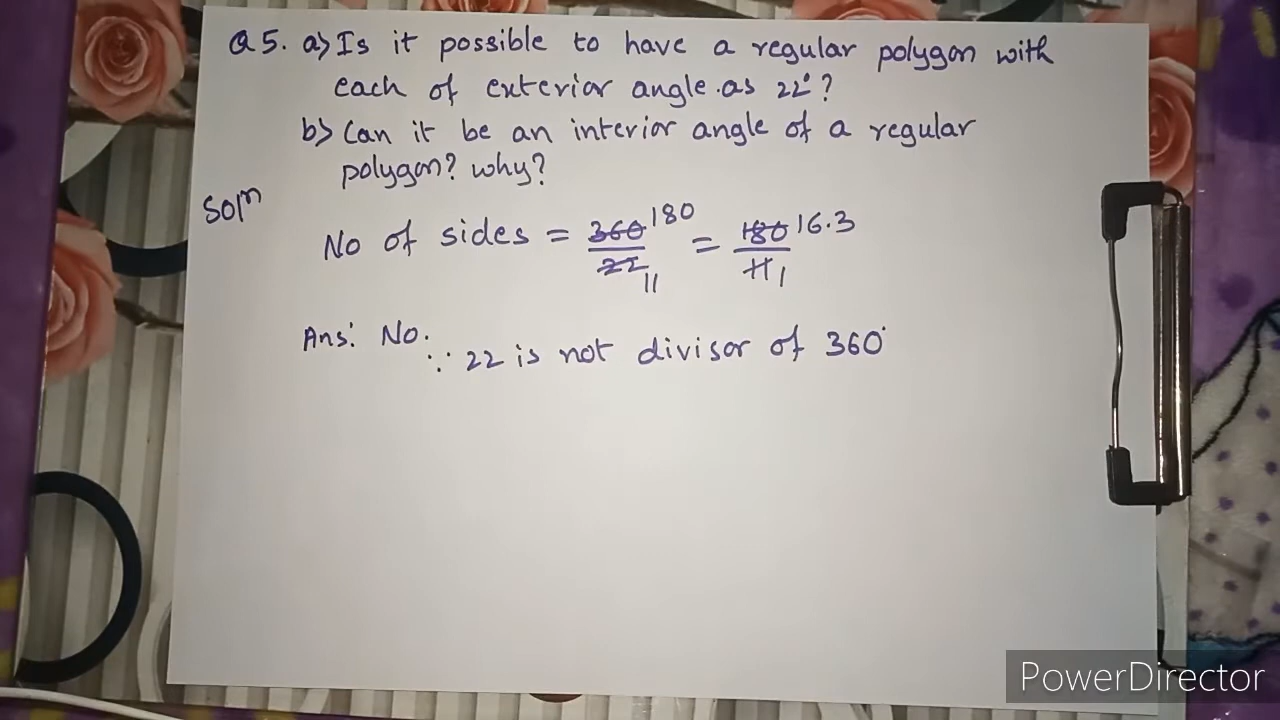 Q5. a) Is it possible to have a regular polygon with
each of exterior angle as 22°?
b) Can it be an interior angle of a regular
polygon? why?
Soln
No of sides = 360/22 180/11 = 180/11 16.3/1
Ans: No.
∵ 22 is not divisor of 360°
PowerDirector